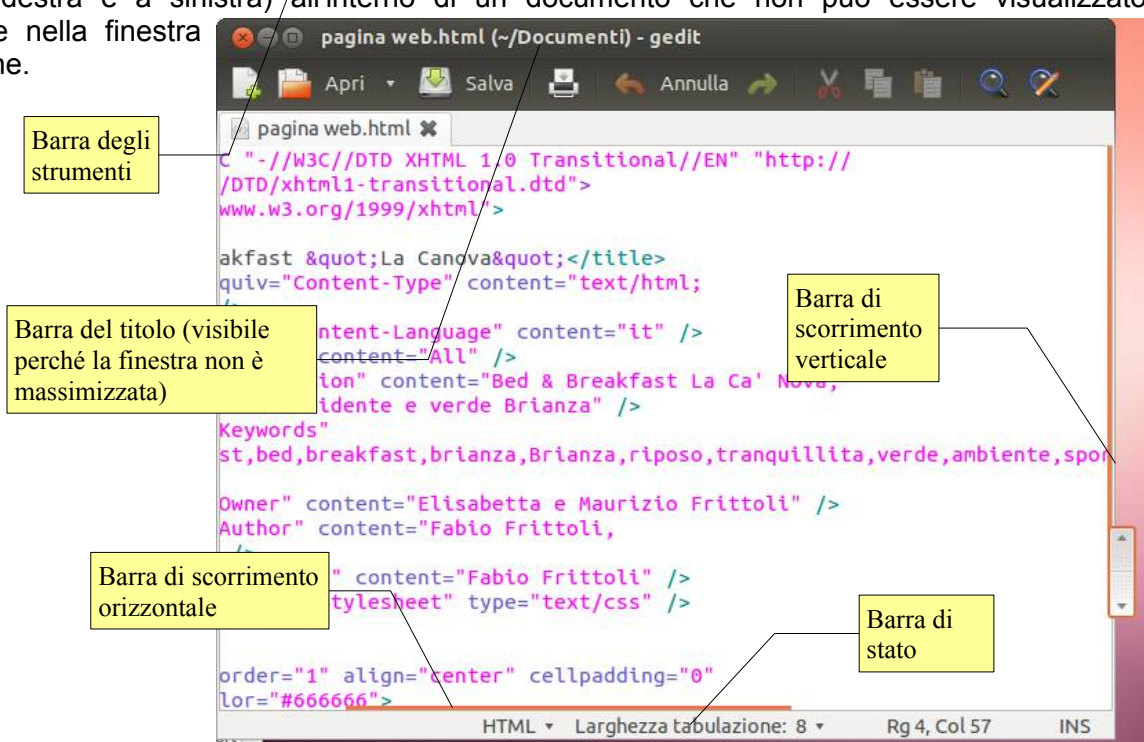 destra e a sinistra) all'interno di un documento che non può essere visualizzato
e nella finestra
ne.
pagina web.html (~/Documenti) - gedit
Apri Salva Annulla
pagina web.html
Barra degli
strumenti
C "-//W3C//DTD XHTML 1.0 Transitional//EN" "http://
/DTD/xhtml1-transitional.dtd">
www.w3.org/1999/xhtml">
akfast &quot;La Canova&quot;</title>
quiv="Content-Type" content="text/html;
/>
Barra del titolo (visibile
perché la finestra non è
massimizzata)
ntent-Language" content="it" />
content="All" />
ion" content="Bed & Breakfast La Ca' Nova,
idente e verde Brianza" />
Barra di
scorrimento
verticale
Keywords"
st,bed,breakfast,brianza,Brianza,riposo,tranquillita,verde,ambiente,spor
Owner" content="Elisabetta e Maurizio Frittoli" />
Author" content="Fabio Frittoli,
/>
Barra di scorrimento
orizzontale
" content="Fabio Frittoli" />
tylesheet" type="text/css" />
Barra di
stato
order="1" align="center" cellpadding="0"
lor="#666666">
HTML Larghezza tabulazione: 8 Rg 4, Col 57 INS